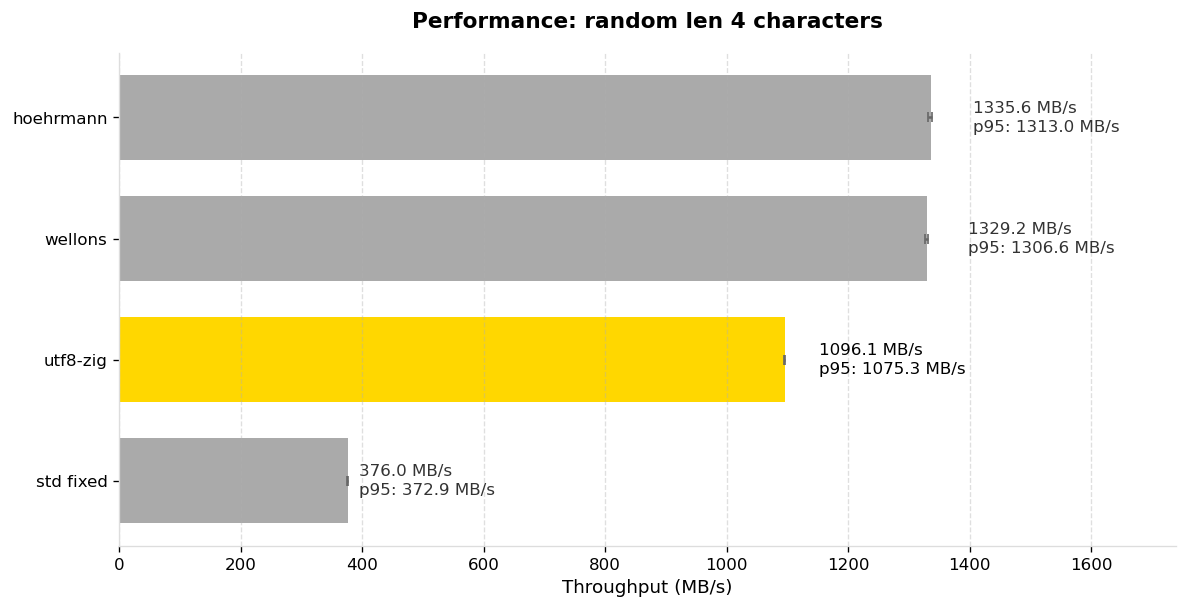 Performance: random len 4 characters
hoehrmann
1335.6 MB/s
p95: 1313.0 MB/s
wellons
1329.2 MB/s
p95: 1306.6 MB/s
utf8-zig
1096.1 MB/s
p95: 1075.3 MB/s
std fixed
376.0 MB/s
p95: 372.9 MB/s
0 200 400 600 800 1000 1200 1400 1600
Throughput (MB/s)